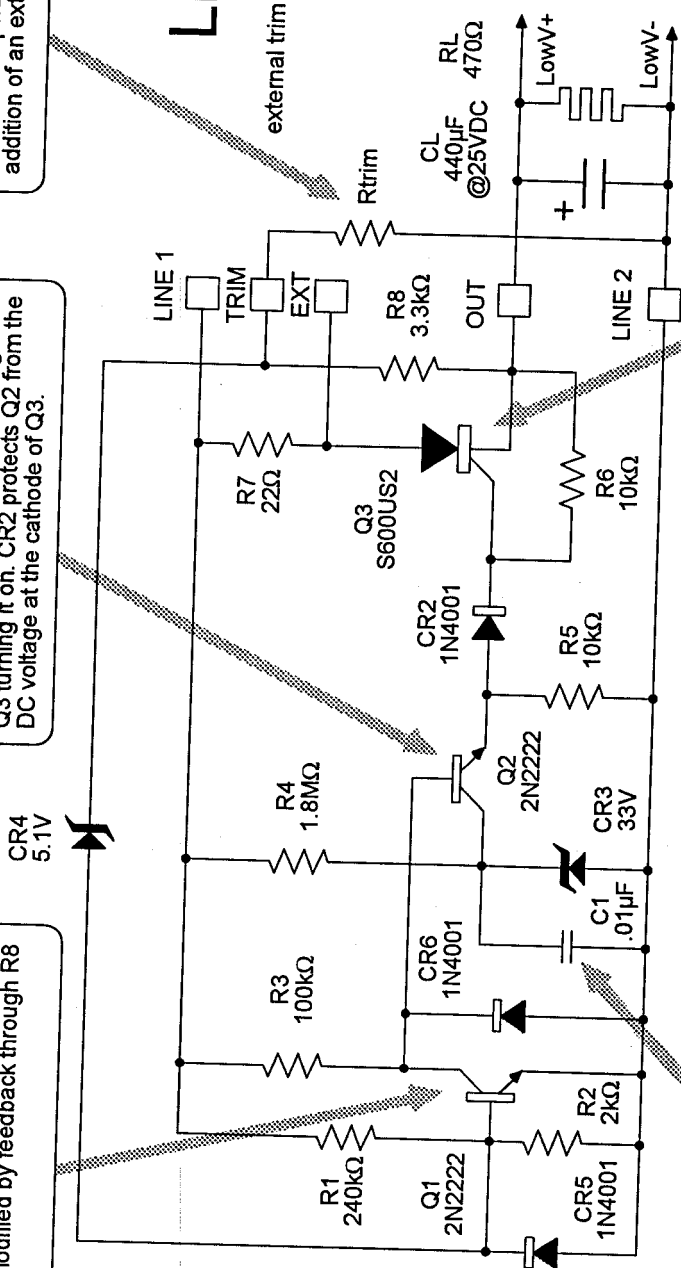 feedback through R8
Q3 turning it on. CR2 protects Q2 from the
DC voltage at the cathode of Q3.
addition of an
external trim
CR4
5.1V
LINE 1
TRIM
EXT
Rtrim
R1
240kΩ
R3
100kΩ
R4
1.8MΩ
R7
22Ω
R8
3.3kΩ
Q3
S600US2
Q1
2N2222
CR6
1N4001
CR2
1N4001
Q2
2N2222
OUT
CL
440µF
@25VDC
+
RL
470Ω
LowV+
CR5
1N4001
R2
2kΩ
C1
.01µF
CR3
33V
R5
10kΩ
R6
10kΩ
LINE 2
LowV-